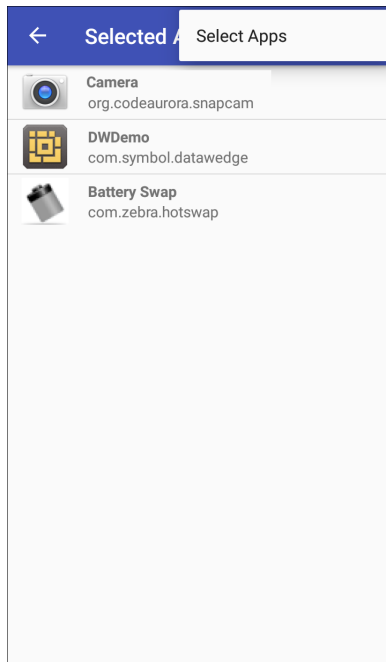 Selected A
Select Apps
Camera
org.codeaurora.snapcam
DWDemo
com.symbol.datawedge
Battery Swap
com.zebra.hotswap